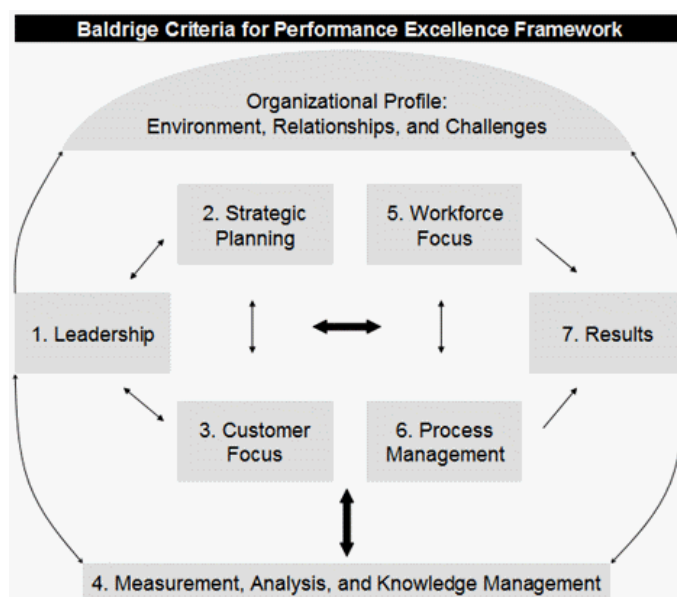 Baldrige Criteria for Performance Excellence Framework
Organizational Profile:
Environment, Relationships, and Challenges
2. Strategic
Planning
5. Workforce
Focus
1. Leadership
7. Results
3. Customer
Focus
6. Process
Management
4. Measurement, Analysis, and Knowledge Management